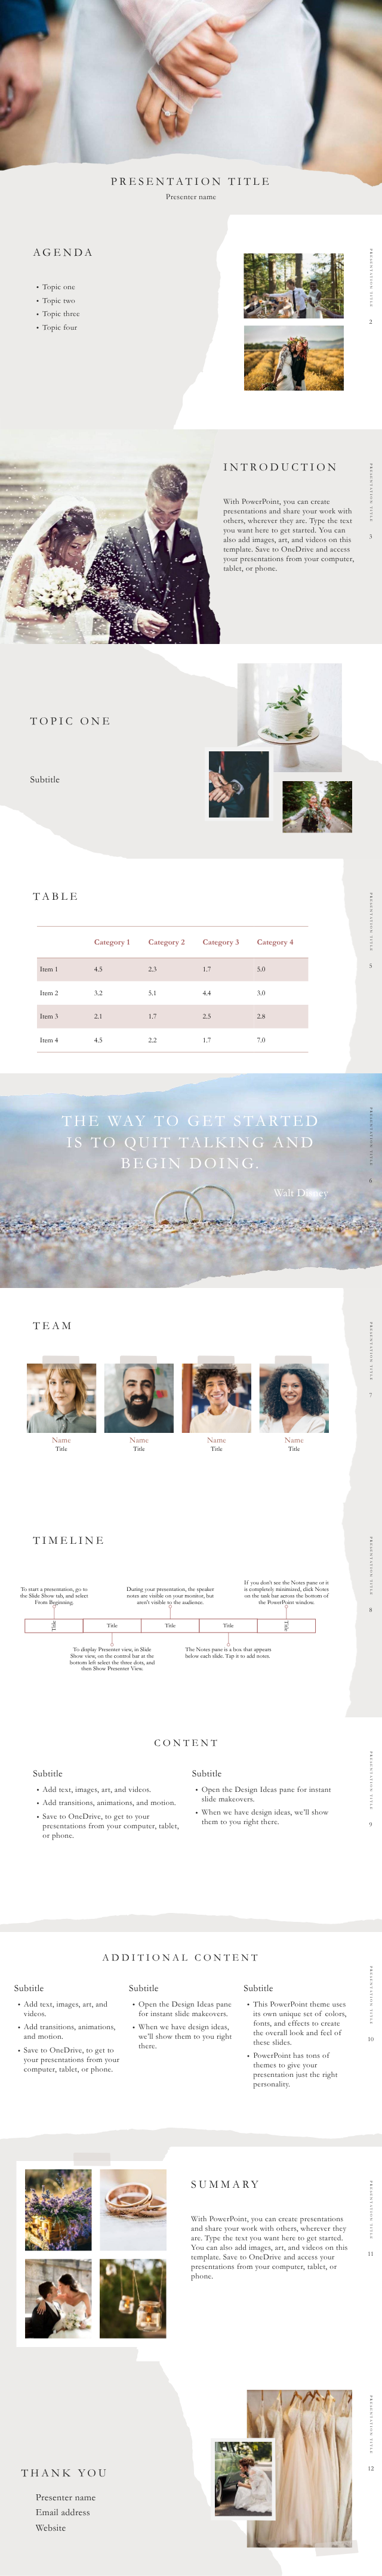 PRESENTATION TITLE
Presenter name
AGENDA
• Topic one
• Topic two
• Topic three
• Topic four
PRESENTATION TITLE
2
INTRODUCTION
With PowerPoint, you can create
presentations and share your work with
others, wherever they are. Type the text
you want here to get started. You can
also add images, art, and videos on this
template. Save to OneDrive and access
your presentations from your computer,
tablet, or phone.
PRESENTATION TITLE
3
TOPIC ONE
Subtitle
TABLE
Category 1 Category 2 Category 3 Category 4
Item 1 4.5 2.3 1.7 5.0
Item 2 3.2 5.1 4.4 3.0
Item 3 2.1 1.7 2.5 2.8
Item 4 4.5 2.2 1.7 7.0
PRESENTATION TITLE
5
THE WAY TO GET STARTED
IS TO QUIT TALKING AND
BEGIN DOING.
Walt Disney
PRESENTATION TITLE
6
TEAM
Name Name Name Name
Title Title Title Title
PRESENTATION TITLE
7
TIMELINE
To start a presentation, go to
the Slide Show tab, and select
From Beginning.
During your presentation, the speaker
notes are visible on your monitor, but
aren't visible to the audience.
If you don't see the Notes pane or it
is completely minimized, click Notes
on the task bar across the bottom of
the PowerPoint window.
Title Title Title Title Title
To display Presenter view, in Slide
Show view, on the control bar at the
bottom left select the three dots, and
then Show Presenter View.
The Notes pane is a box that appears
below each slide. Tap it to add notes.
PRESENTATION TITLE
8
CONTENT
Subtitle
• Add text, images, art, and videos.
• Add transitions, animations, and motion.
• Save to OneDrive, to get to your
presentations from your computer, tablet,
or phone.
Subtitle
• Open the Design Ideas pane for instant
slide makeovers.
• When we have design ideas, we'll show
them to you right there.
PRESENTATION TITLE
9
ADDITIONAL CONTENT
Subtitle
• Add text, images, art, and
videos.
• Add transitions, animations,
and motion.
• Save to OneDrive, to get to
your presentations from your
computer, tablet, or phone.
Subtitle
• Open the Design Ideas pane
for instant slide makeovers.
• When we have design ideas,
we'll show them to you right
there.
Subtitle
• This PowerPoint theme uses
its own unique set of colors,
fonts, and effects to create
the overall look and feel of
these slides.
• PowerPoint has tons of
themes to give your
presentation just the right
personality.
PRESENTATION TITLE
10
SUMMARY
With PowerPoint, you can create presentations
and share your work with others, wherever they
are. Type the text you want here to get started.
You can also add images, art, and videos on this
template. Save to OneDrive and access your
presentations from your computer, tablet, or
phone.
PRESENTATION TITLE
11
THANK YOU
Presenter name
Email address
Website
PRESENTATION TITLE
12